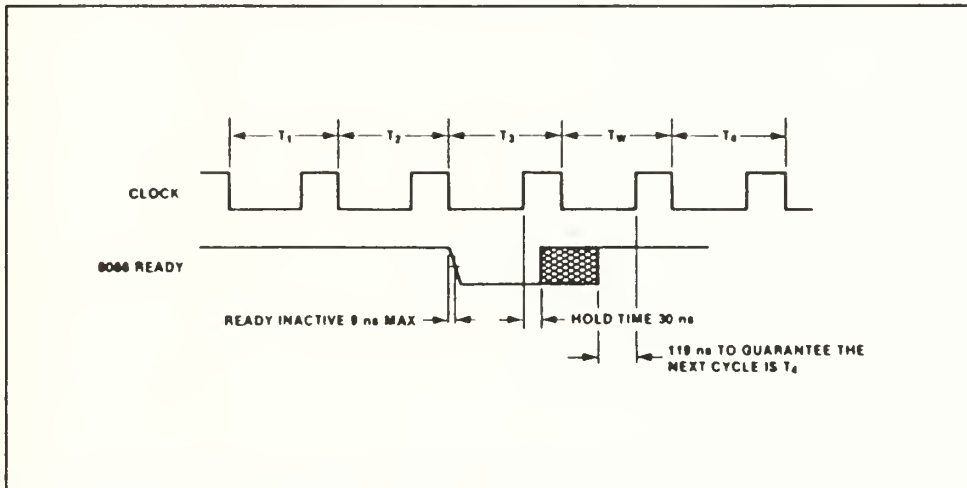 T1 T2 T3 TW T4
CLOCK
8086 READY
READY INACTIVE 8 ns MAX
HOLD TIME 30 ns
119 ns TO GUARANTEE THE
NEXT CYCLE IS T4